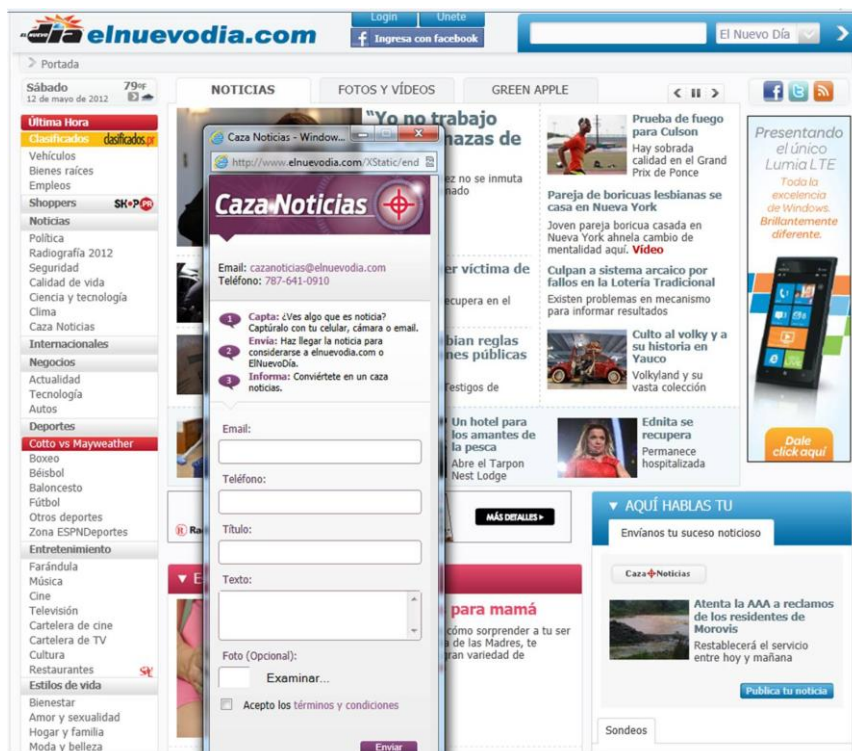 EL NUEVO día elnuevodia.com
Login Unete
Ingresa con facebook
El Nuevo Día
Portada
Sábado 79°F
12 de mayo de 2012
Última Hora
Clasificados clasificados.pr
Vehículos
Bienes raíces
Empleos
Shoppers SHOP PR
Noticias
Política
Radiografía 2012
Seguridad
Calidad de vida
Ciencia y tecnología
Clima
Caza Noticias
Internacionales
Negocios
Actualidad
Tecnología
Autos
Deportes
Cotto vs Mayweather
Boxeo
Béisbol
Baloncesto
Fútbol
Otros deportes
Zona ESPNDeportes
Entretenimiento
Farándula
Música
Cine
Televisión
Cartelera de cine
Cartelera de TV
Cultura
Restaurantes
Estilos de vida
Bienestar
Amor y sexualidad
Hogar y familia
Moda y belleza
NOTICIAS
FOTOS Y VÍDEOS
GREEN APPLE
"Yo no trabajo
nazas de
ez no se inmuta
nado
er víctima de
ecupera en el
bian reglas
nes públicas
estigos de
Un hotel para
los amantes de
la pesca
Abre el Tarpon
Nest Lodge
Prueba de fuego
para Culson
Hay sobrada
calidad en el Grand
Prix de Ponce
Pareja de boricuas lesbianas se
casa en Nueva York
Joven pareja boricua casada en
Nueva York ahnela cambio de
mentalidad aquí. Vídeo
Culpan a sistema arcaico por
fallos en la Lotería Tradicional
Existen problemas en mecanismo
para informar resultados
Culto al volky y a
su historia en
Yauco
Volkyland y su
vasta colección
Ednita se
recupera
Permanece
hospitalizada
Caza Noticias - Window...
http://www.elnuevodia.com/XStatic/end
Caza Noticias
Email: cazanoticias@elnuevodia.com
Teléfono: 787-641-0910
1 Capta: ¿Ves algo que es noticia?
Captúralo con tu celular, cámara o email.
2 Envía: Haz llegar la noticia para
considerarse a elnuevodia.com o
ElNuevoDía.
3 Informa: Conviértete en un caza
noticias.
Email:
Teléfono:
Título:
Texto:
Foto (Opcional):
Examinar...
Acepto los términos y condiciones
Enviar
MÁS DETALLES
para mamá
cómo sorprender a tu ser
a de las Madres, te
gran variedad de
Presentando
el único
Lumia LTE
Toda la
excelencia
de Windows.
Brillantemente
diferente.
Dale
click aquí
AQUÍ HABLAS TU
Envíanos tu suceso noticioso
Caza Noticias
Atenta la AAA a reclamos
de los residentes de
Morovis
Restablecerá el servicio
entre hoy y mañana
Publica tu noticia
Sondeos